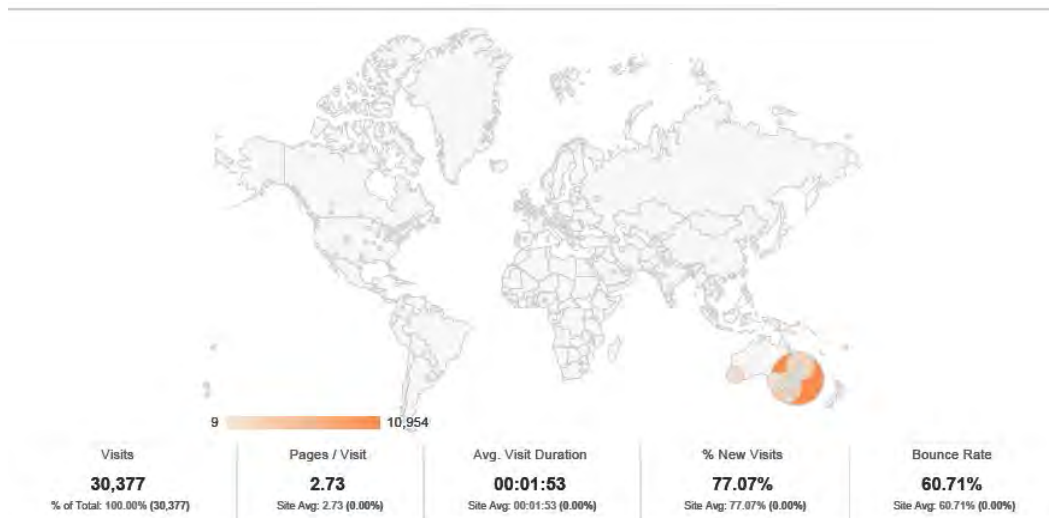 9 10,954
Visits Pages / Visit Avg. Visit Duration % New Visits Bounce Rate
30,377 2.73 00:01:53 77.07% 60.71%
% of Total: 100.00% (30,377) Site Avg: 2.73 (0.00%) Site Avg: 00:01:53 (0.00%) Site Avg: 77.07% (0.00%) Site Avg: 60.71% (0.00%)